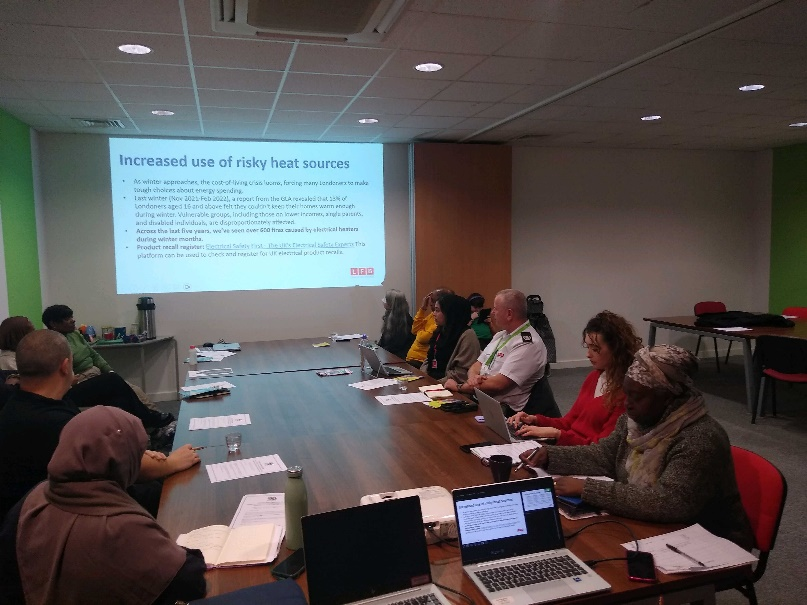 Increased use of risky heat sources
As winter approaches, the cost-of-living crisis looms, forcing many Londoners to make
tough choices about energy spending.
Last winter (Nov 2021-Feb 2022), a report from the GLA revealed that 15% of
Londoners aged 16 and above felt they couldn't keep their homes warm enough
during winter. Vulnerable groups, including those on lower incomes, single parents,
and disabled individuals, are disproportionately affected.
Across the last five years, we've seen over 600 fires caused by electrical heaters
during winter months.
Product recall register: Electrical Safety First - The UK's Electrical Safety Experts This
platform can be used to check and register for UK electrical product recalls.
LFB